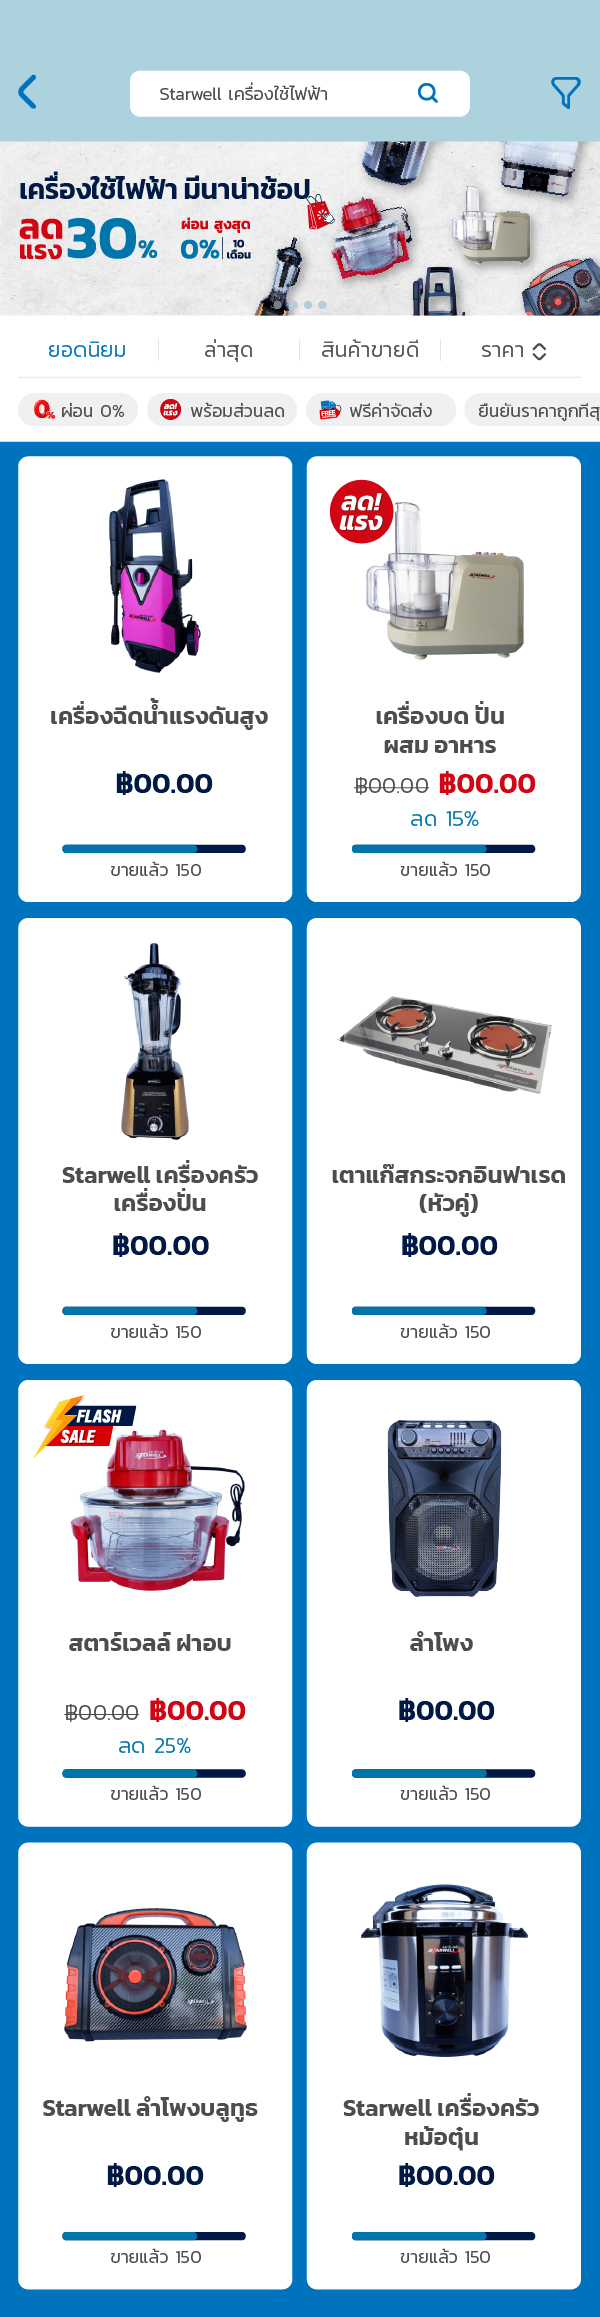 Starwell เครื่องใช้ไฟฟ้า
เครื่องใช้ไฟฟ้า มีนาน่าช้อป
ลดแรง 30%
ผ่อน สูงสุด
0% 10 เดือน
ยอดนิยม ล่าสุด สินค้าขายดี ราคา
0% ผ่อน 0% ลด! แรง พร้อมส่วนลด FREE ฟรีค่าจัดส่ง ยืนยันราคาถูกที่สุ
ลด!
แรง
STARWELL
STARWELL
เครื่องฉีดน้ำแรงดันสูง
฿00.00
ขายแล้ว 150
เครื่องบด ปั่น
ผสม อาหาร
฿00.00 ฿00.00
ลด 15%
ขายแล้ว 150
Starwell เครื่องครัว
เครื่องปั่น
฿00.00
ขายแล้ว 150
STARWELL
เตาแก๊สกระจกอินฟาเรด
(หัวคู่)
฿00.00
ขายแล้ว 150
FLASH
SALE
สตาร์เวลล์ ฝาอบ
฿00.00 ฿00.00
ลด 25%
ขายแล้ว 150
ลำโพง
฿00.00
ขายแล้ว 150
STARWELL
Starwell ลำโพงบลูทูธ
฿00.00
ขายแล้ว 150
STARWELL
Starwell เครื่องครัว
หม้อตุ๋น
฿00.00
ขายแล้ว 150